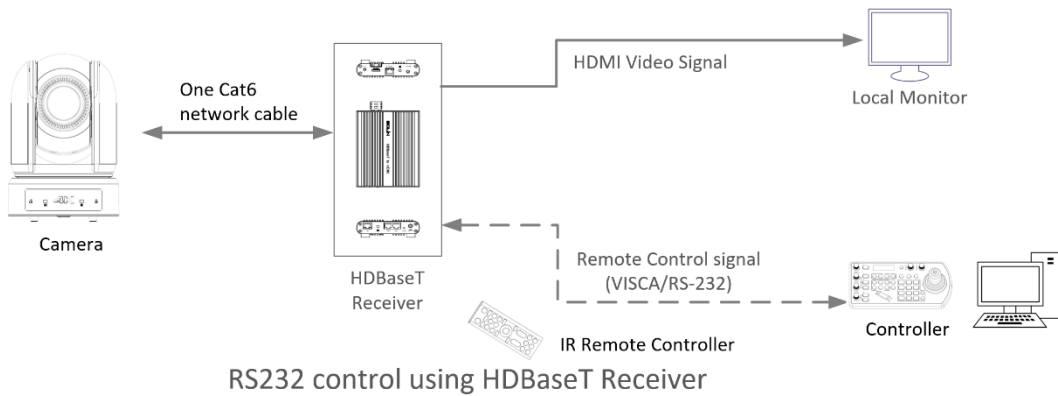 HDMI Video Signal
Local Monitor
One Cat6
network cable
Camera
HDBaseT
Receiver
Remote Control signal
(VISCA/RS-232)
Controller
IR Remote Controller
RS232 control using HDBaseT Receiver